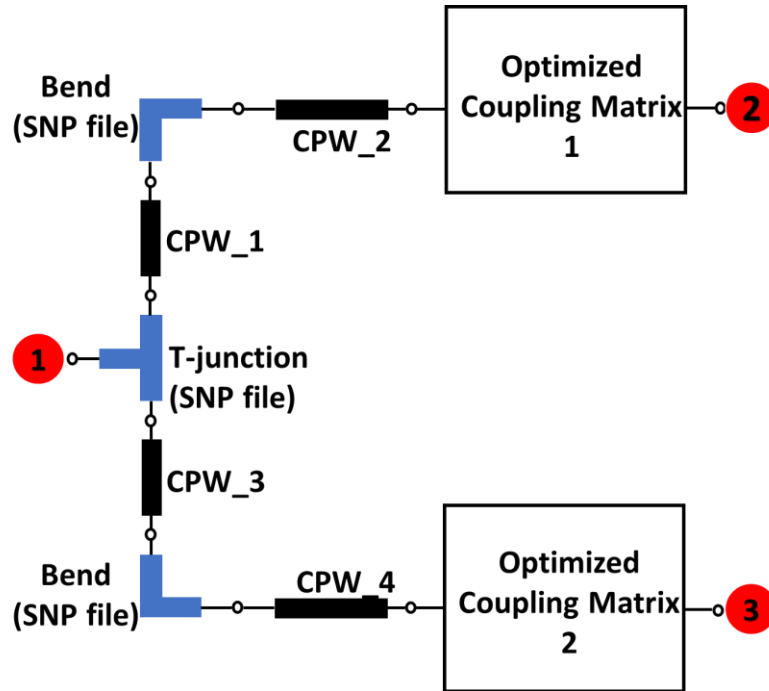 Bend
(SNP file)
CPW_2
Optimized
Coupling Matrix
1
2
CPW_1
1
T-junction
(SNP file)
CPW_3
Bend
(SNP file)
CPW_4
Optimized
Coupling Matrix
2
3